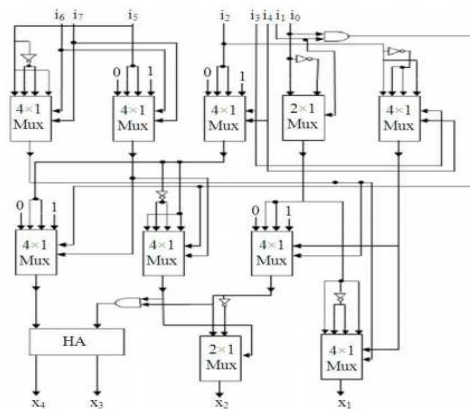 i₆ i₇ i₅ i₂ i₃ i₄ i₁ i₀
0 1 0 1
4×1 Mux 4×1 Mux 4×1 Mux 2×1 Mux 4×1 Mux
0 1 0 1
4×1 Mux 4×1 Mux 4×1 Mux
HA 2×1 Mux 4×1 Mux
x₄ x₃ x₂ x₁